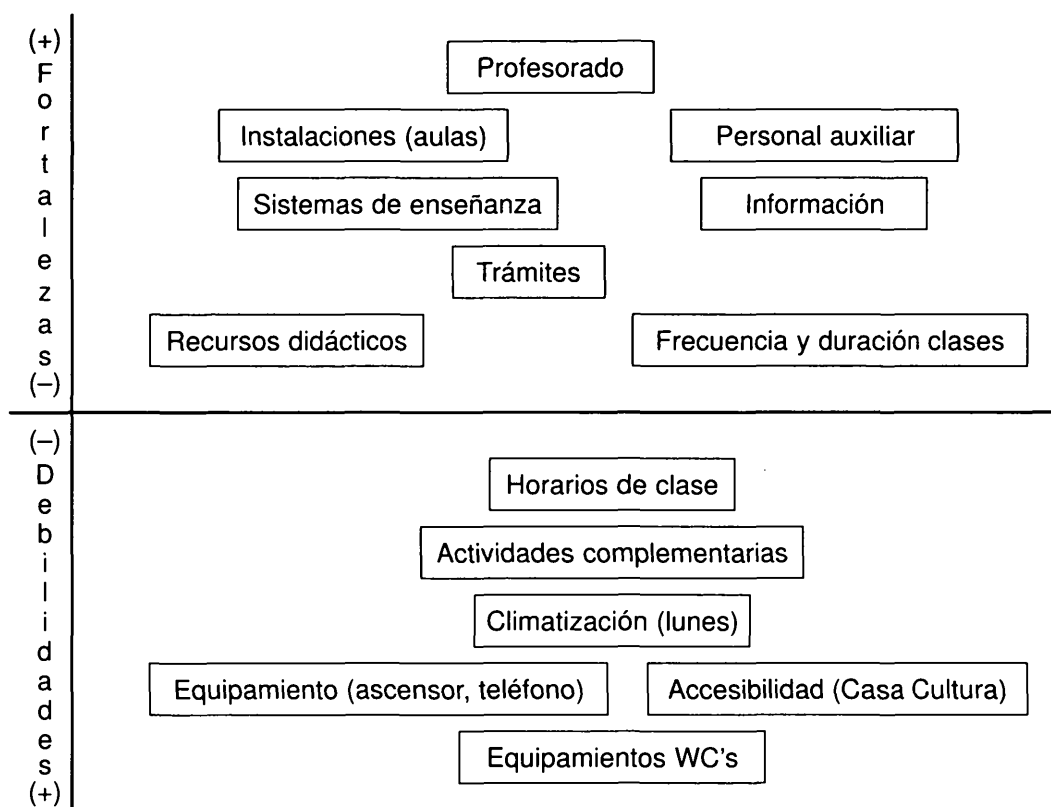 (+)
Fortalezas
(–)
Profesorado
Instalaciones (aulas)
Personal auxiliar
Sistemas de enseñanza
Información
Trámites
Recursos didácticos
Frecuencia y duración clases
(–)
Debilidades
(+)
Horarios de clase
Actividades complementarias
Climatización (lunes)
Equipamiento (ascensor, teléfono)
Accesibilidad (Casa Cultura)
Equipamientos WC's